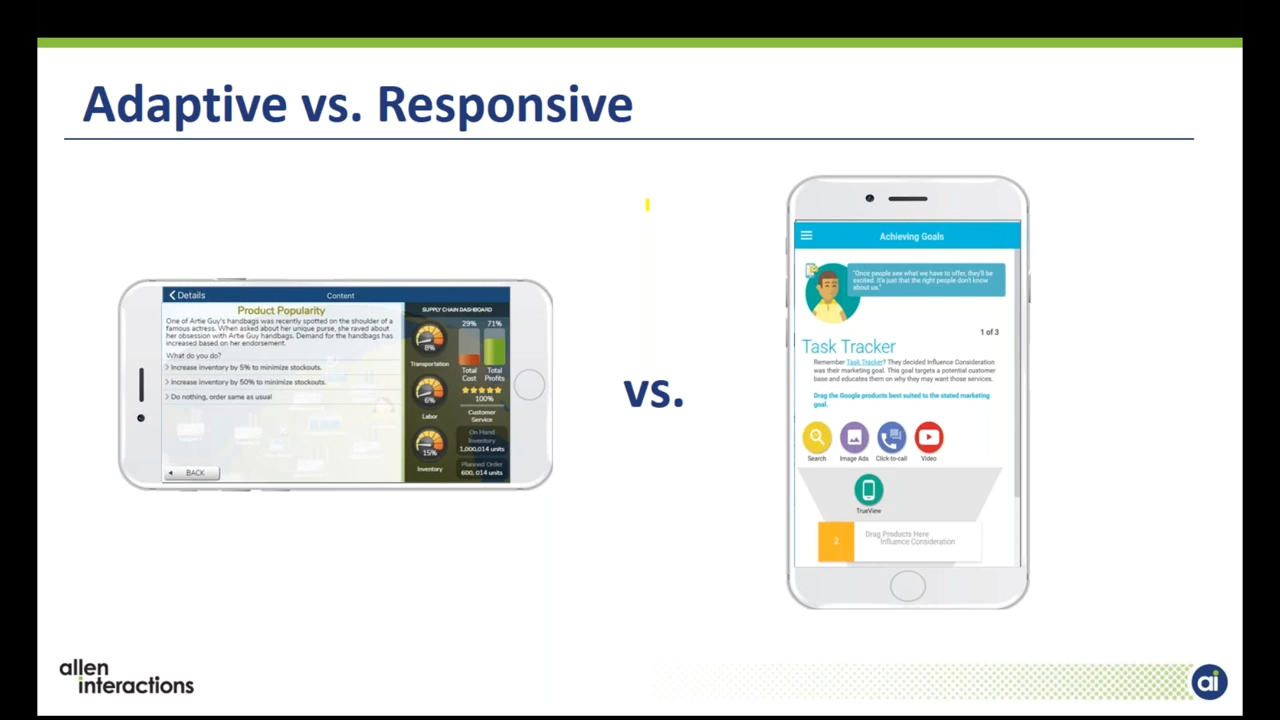 Adaptive vs. Responsive
Details
Content
Product Popularity
One of Artie Guy's handbags was recently spotted on the shoulder of a
famous actress. When asked about her unique purse, she raved about
her obsession with Artie Guy handbags. Demand for the handbags has
increased based on her endorsement.
What do you do?
Increase inventory by 5% to minimize stockouts.
Increase inventory by 50% to minimize stockouts.
Do nothing, order same as usual
BACK
SUPPLY CHAIN DASHBOARD
8%
Transportation
6%
Labor
15%
Inventory
29% 71%
Total Cost
Total Profits
100%
Customer
Service
On Hand
Inventory
1,000,014 units
Planned Order
600, 014 units
vs.
Achieving Goals
"Once people see what we have to offer, they'll be
excited. It's just that the right people don't know
about us."
1 of 3
Task Tracker
Remember Task Tracker? They decided Influence Consideration
was their marketing goal. This goal targets a potential customer
base and educates them on why they may want those services.
Drag the Google products best suited to the stated marketing
goal.
Search Image Ads Click-to-call Video
TrueView
2
Drag Products Here
Influence Consideration
allen
interactions
ai